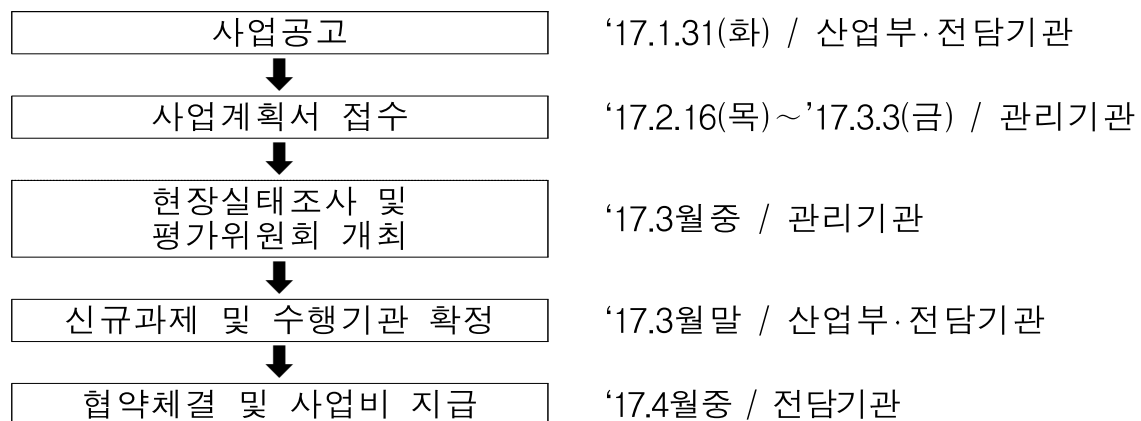 사업공고
‘17.1.31(화) / 산업부·전담기관
사업계획서 접수
‘17.2.16(목)～’17.3.3(금) / 관리기관
현장실태조사 및
평가위원회 개최
‘17.3월중 / 관리기관
신규과제 및 수행기관 확정
‘17.3월말 / 산업부·전담기관
협약체결 및 사업비 지급
‘17.4월중 / 전담기관